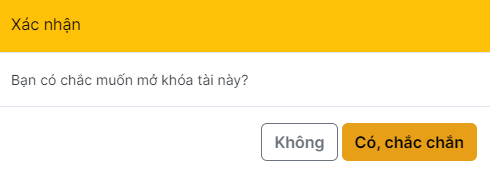 Xác nhận
Bạn có chắc muốn mở khóa tài này?
Không
Có, chắc chắn